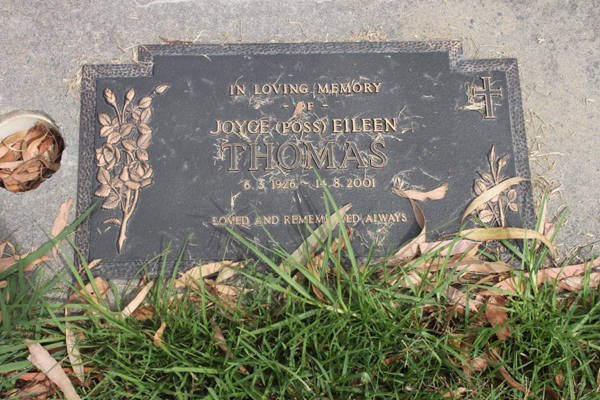 IN LOVING MEMORY
- OF -
JOYCE (POSS) EILEEN
THOMAS
6.3.1926 - 14.8.2001
LOVED AND REMEMBERED ALWAYS